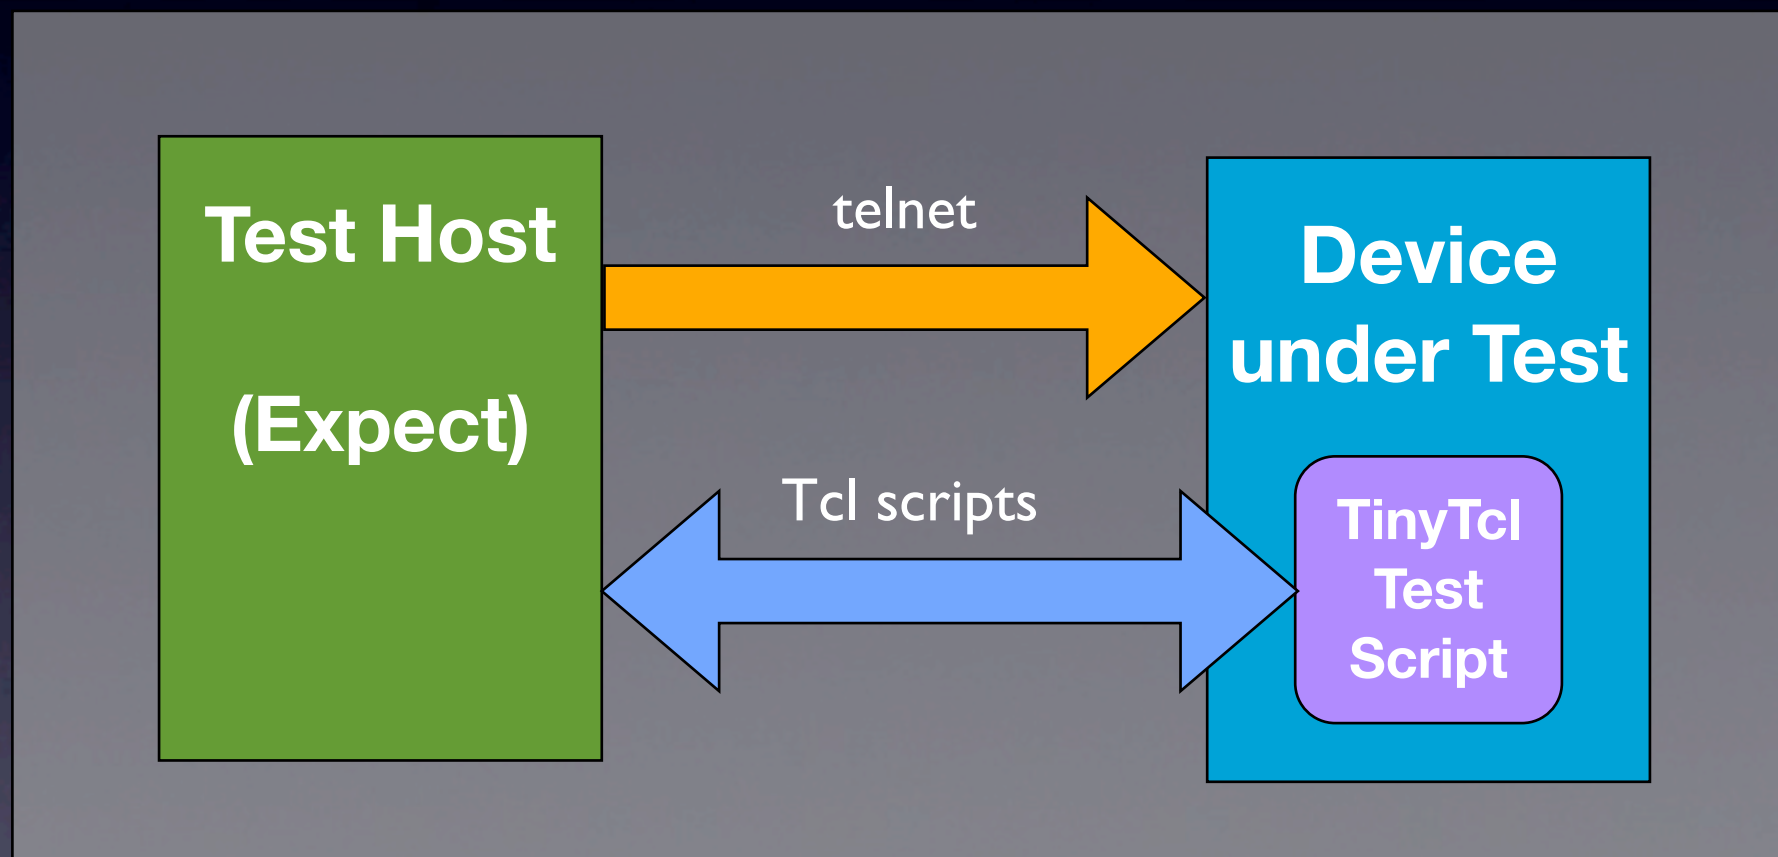 Test Host
(Expect)
telnet
Tcl scripts
Device
under Test
TinyTcl
Test
Script